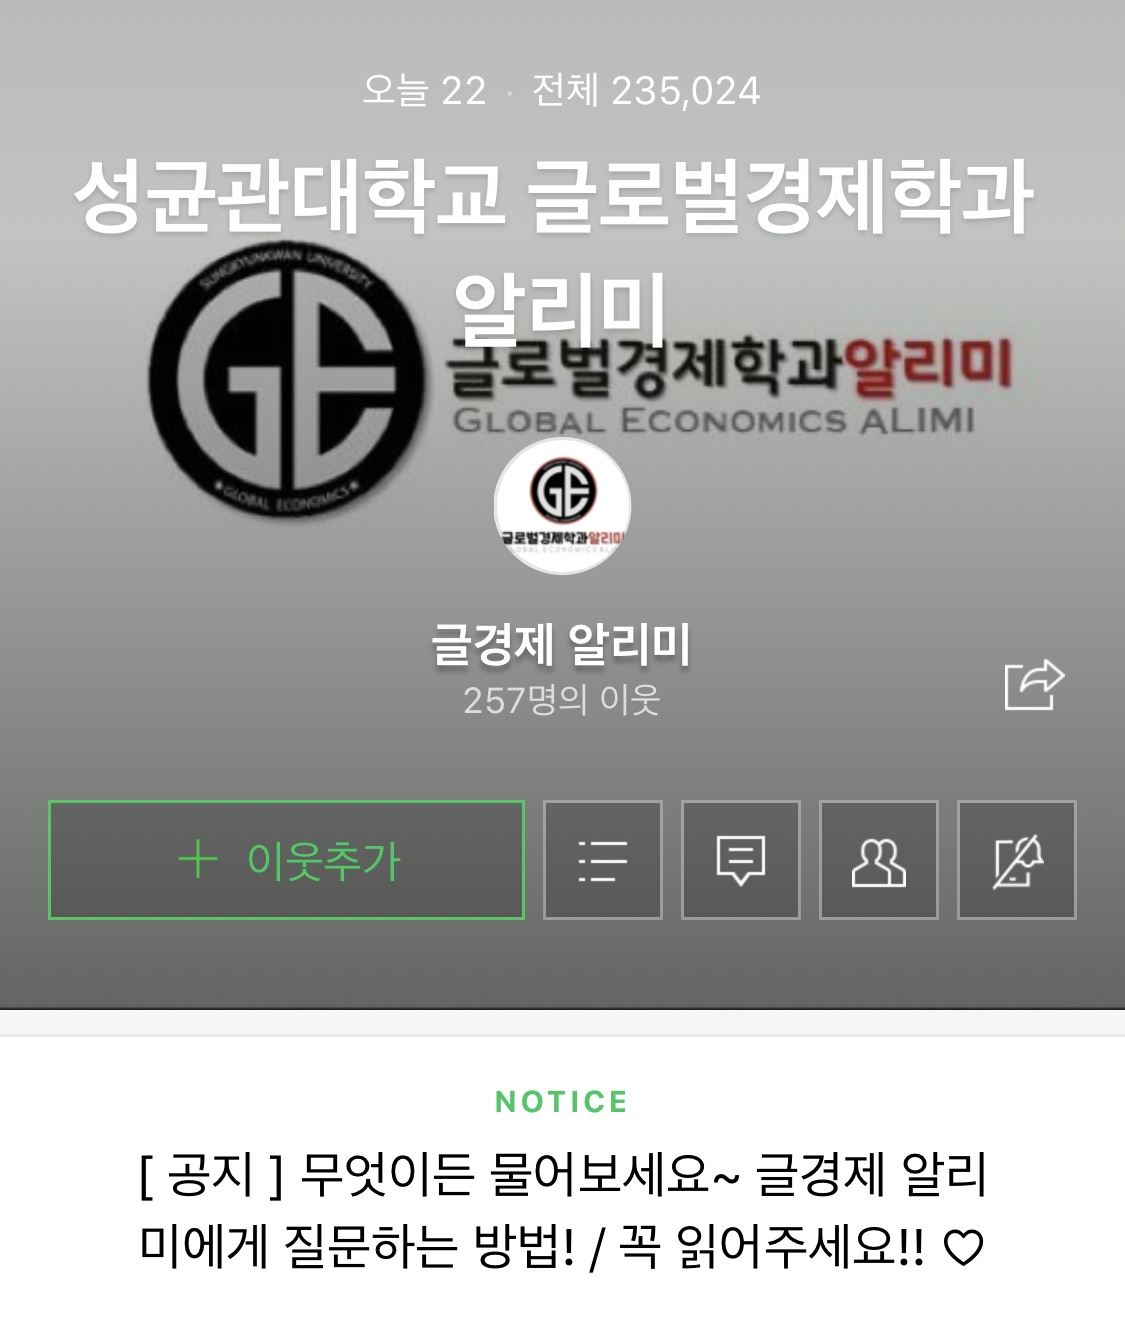 오늘 22 · 전체 235,024
성균관대학교 글로벌경제학과
알리미
SUNGKYUNKWAN UNIVERSITY
GE
★GLOBAL ECONOMICS★
글로벌경제학과알리미
GLOBAL ECONOMICS ALIMI
GE
글로벌경제학과알리미
글경제 알리미
257명의 이웃
+ 이웃추가
NOTICE
[ 공지 ] 무엇이든 물어보세요~ 글경제 알리
미에게 질문하는 방법! / 꼭 읽어주세요!! ♡